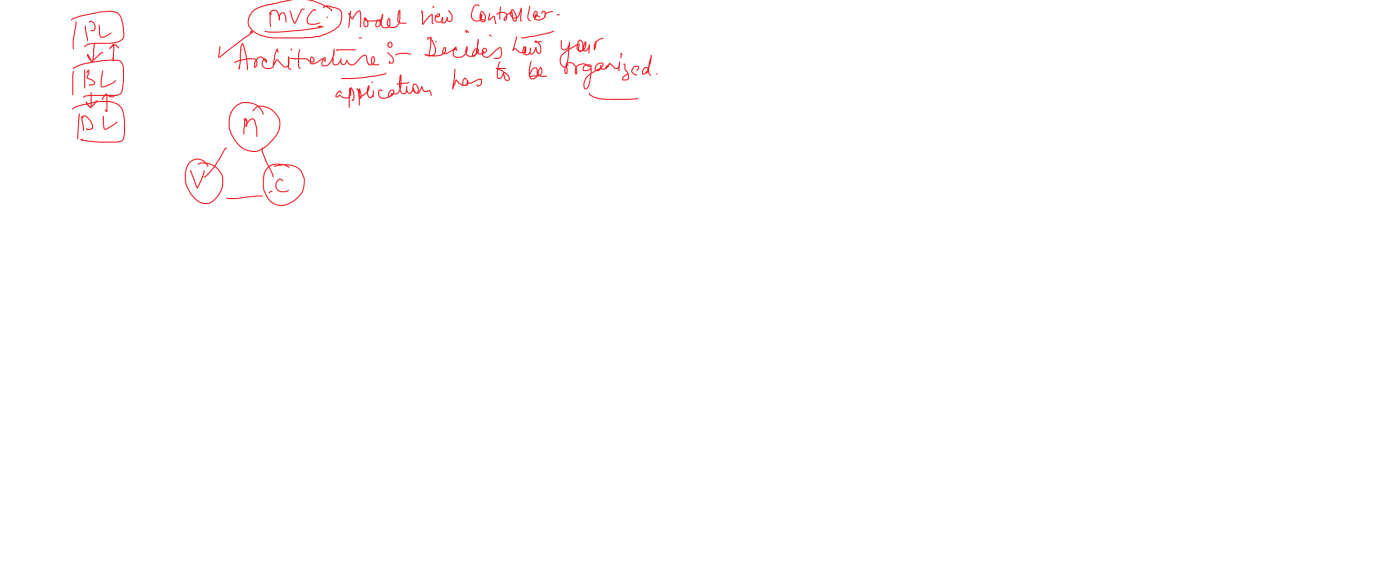 PL
BL
DL
MVC: Model View Controller.
Architecture :- Decides how your
application has to be organized.
M
V C